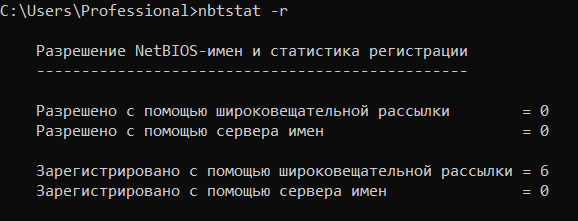 C:\Users\Professional>nbtstat -r
Разрешение NetBIOS-имен и статистика регистрации
------------------------------------------------
Разрешено с помощью широковещательной рассылки = 0
Разрешено с помощью сервера имен = 0
Зарегистрировано с помощью широковещательной рассылки = 6
Зарегистрировано с помощью сервера имен = 0